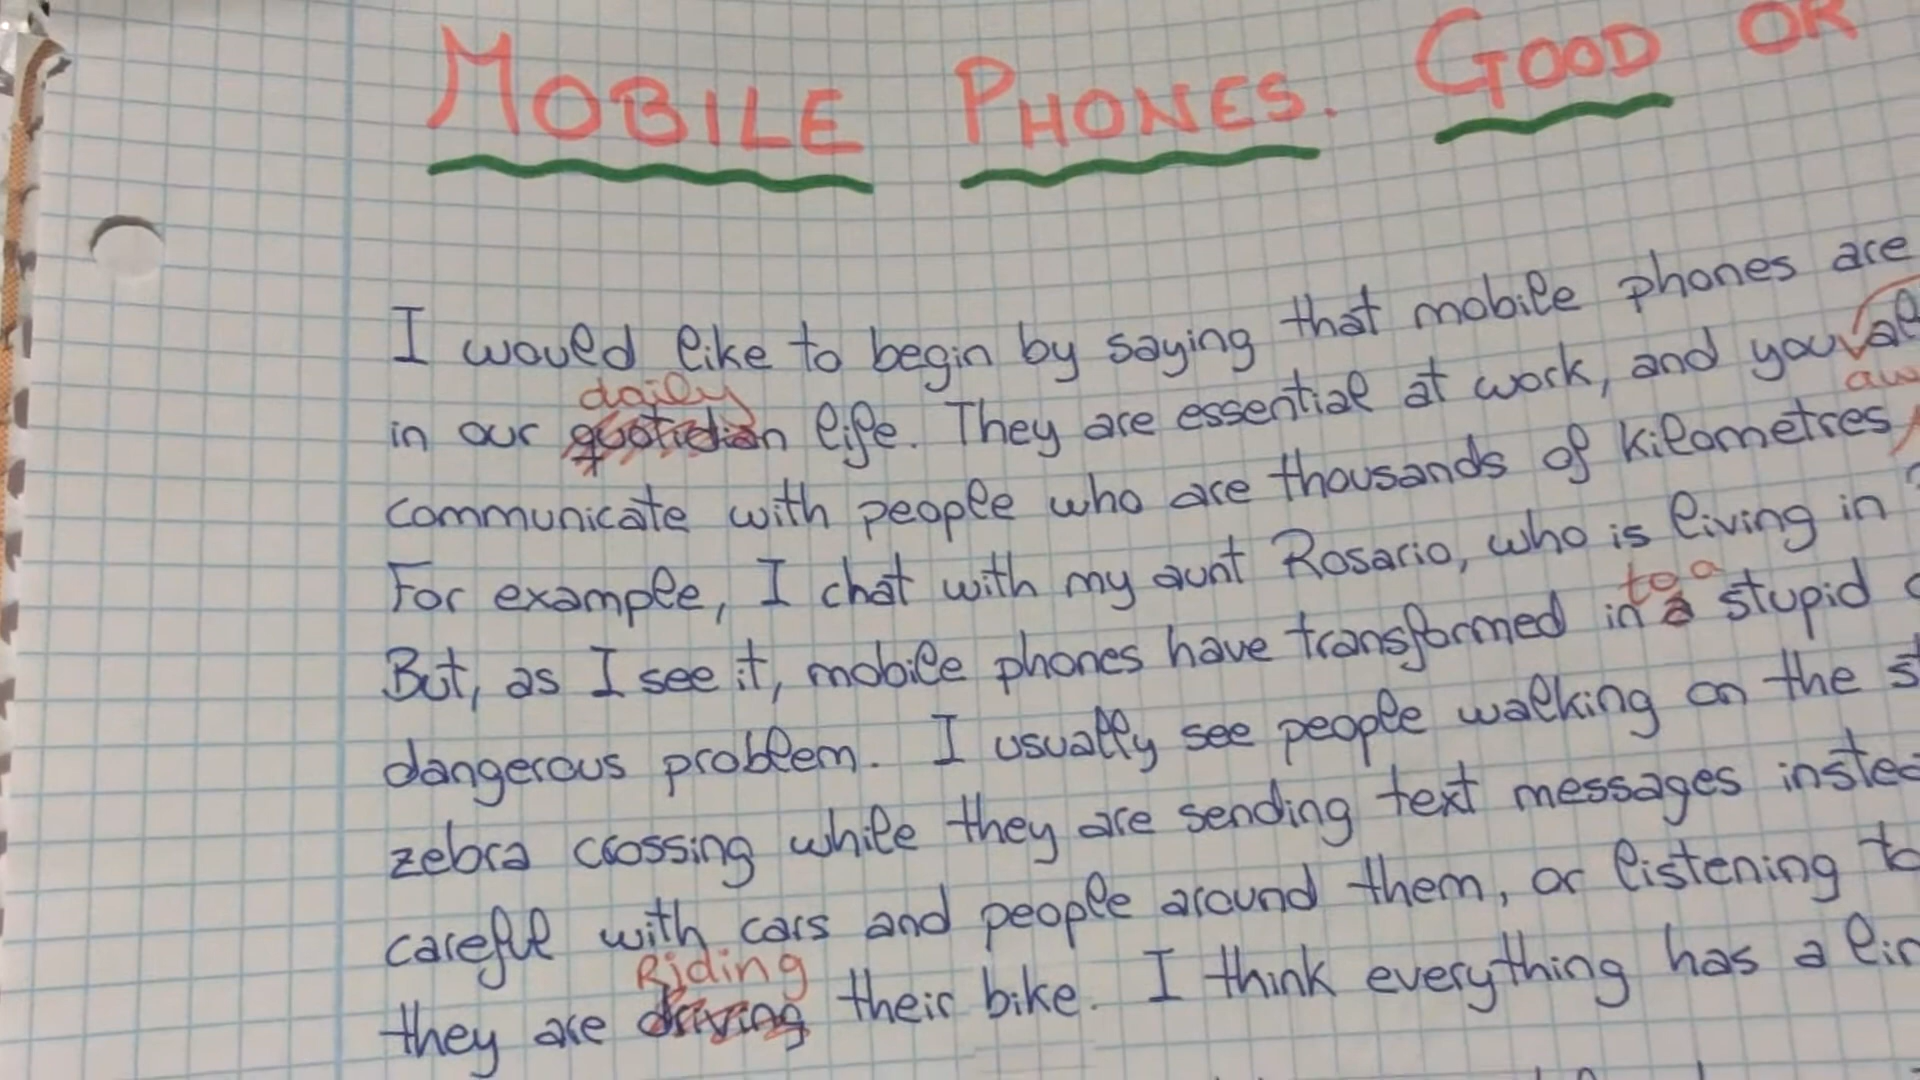 MOBILE PHONES. GOOD OR
I would like to begin by saying that mobile phones are
daily
in our quotidian life. They are essential at work, and you
communicate with people who are thousands of kilometres
For example, I chat with my aunt Rosario, who is living in
to a
But, as I see it, mobile phones have transformed in a stupid
dangerous problem. I usually see people walking on the
zebra crossing while they are sending text messages
careful with cars and people around them, or listening to
Riding
they are driving their bike. I think everything has a